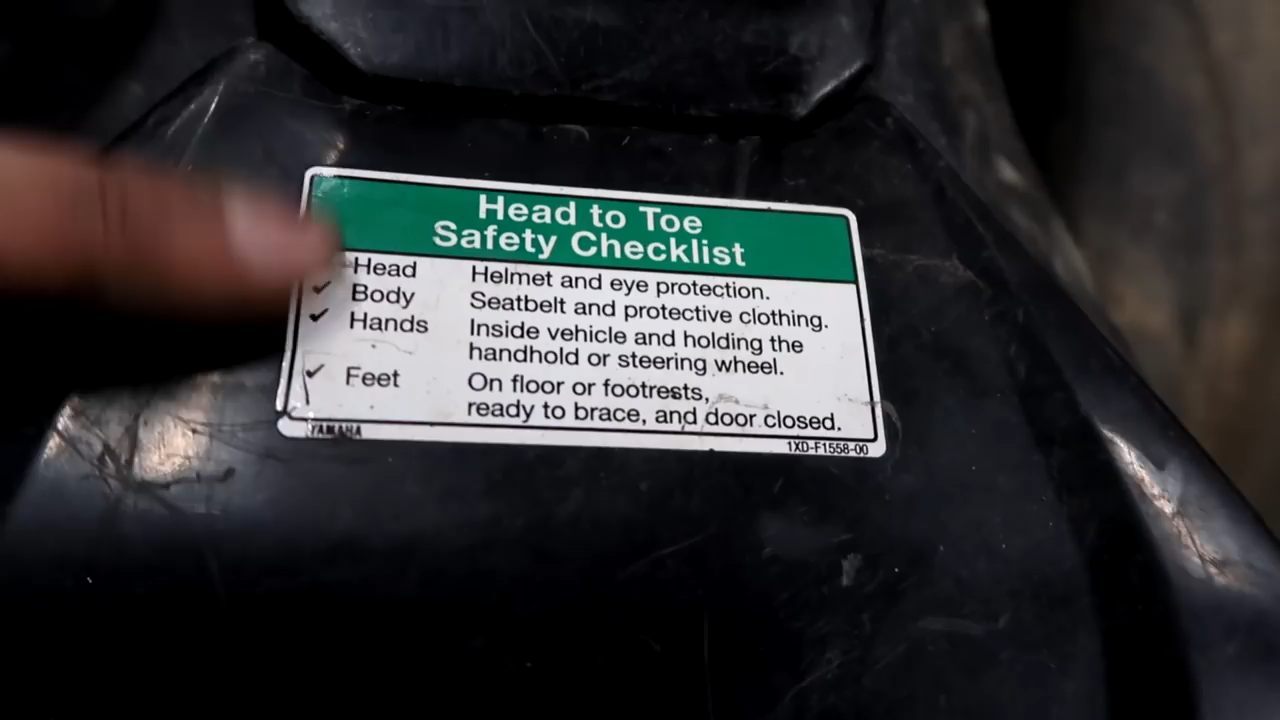 Head to Toe
Safety Checklist
Head Helmet and eye protection.
✓ Body Seatbelt and protective clothing.
✓ Hands Inside vehicle and holding the
handhold or steering wheel.
✓ Feet On floor or footrests,
ready to brace, and door closed.
YAMAHA 1XD-F1558-00